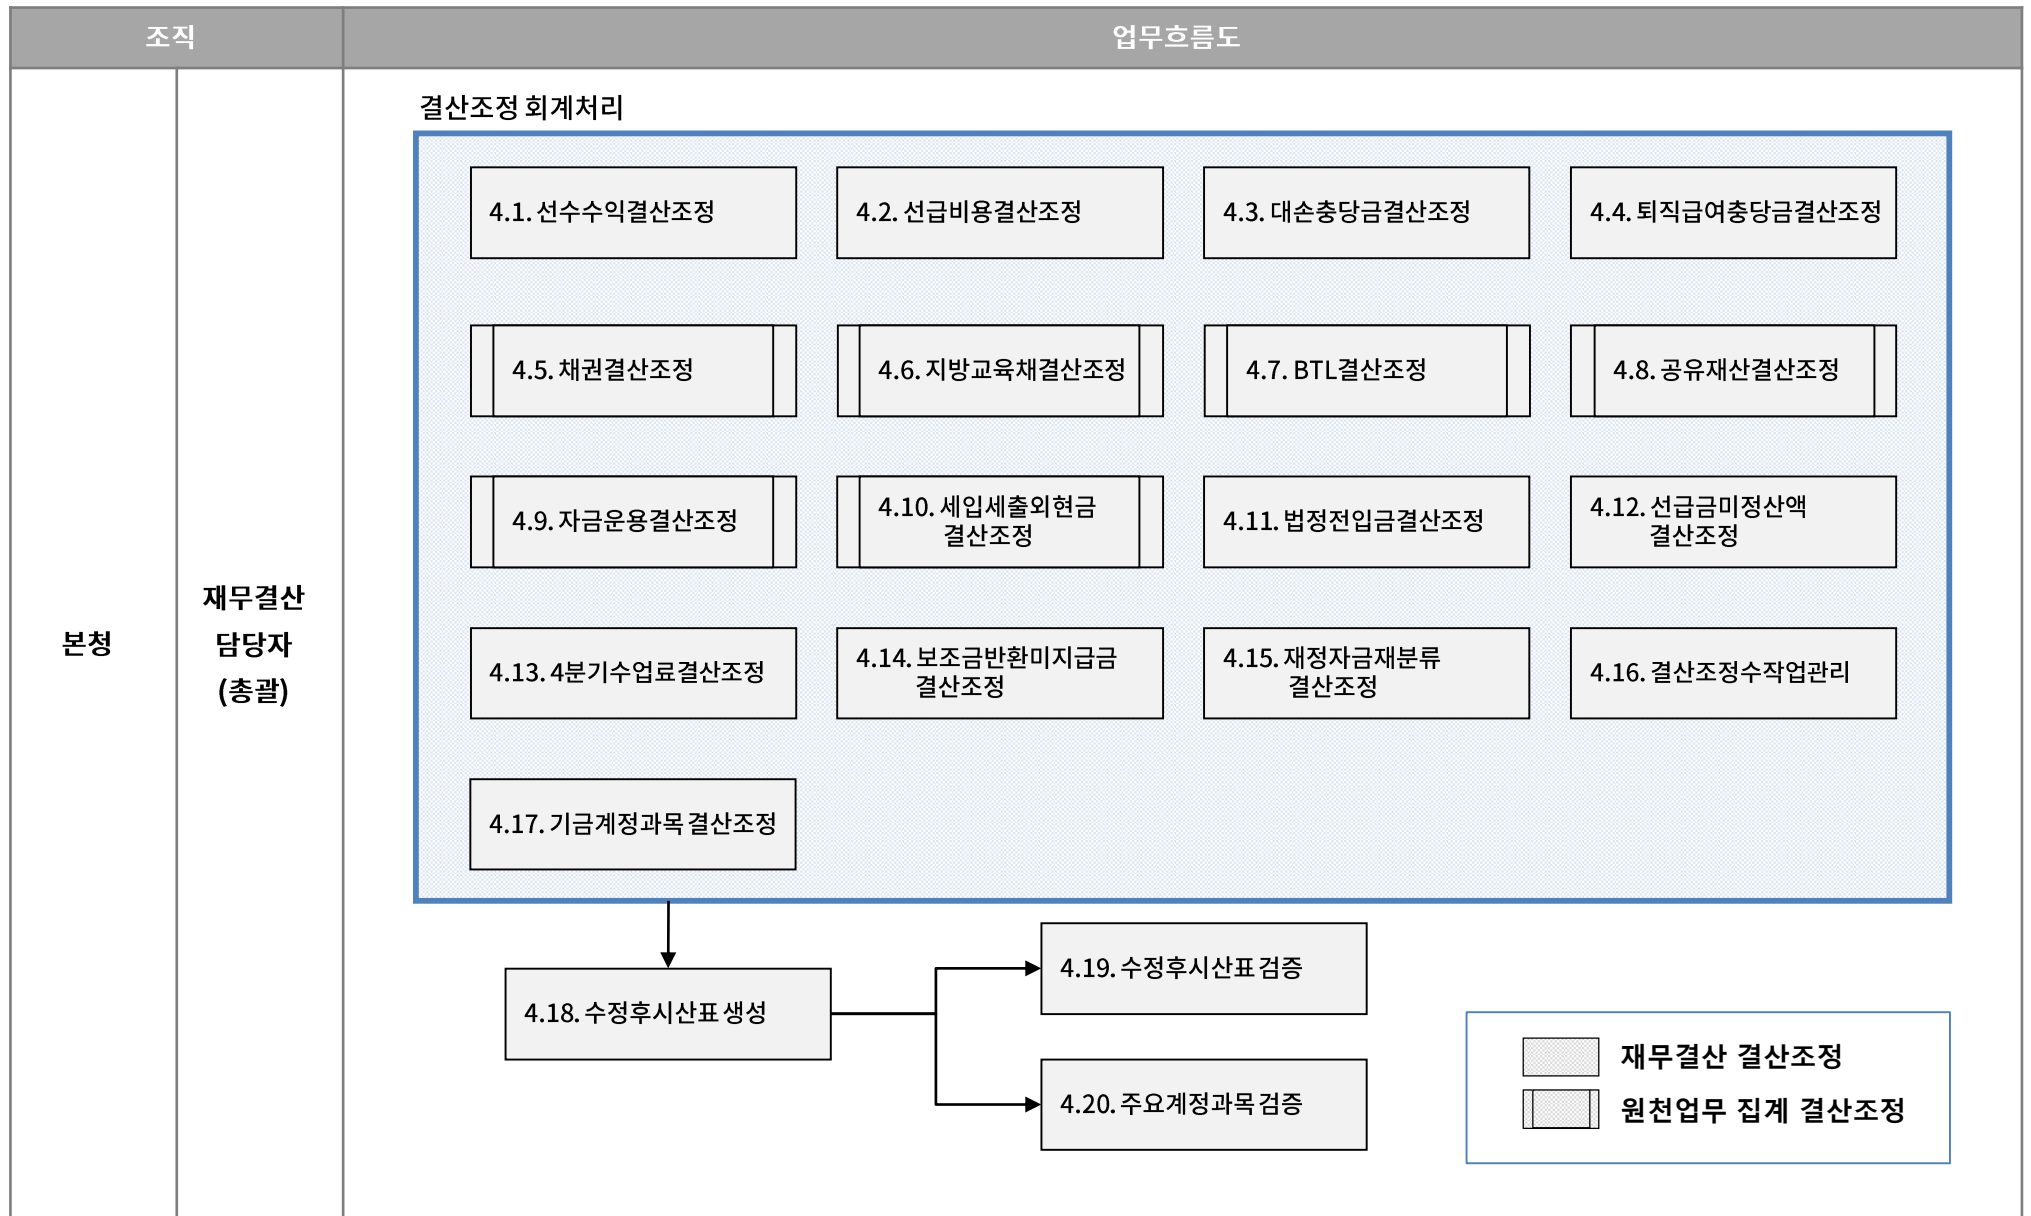 조직
업무흐름도
본청
재무결산
담당자
(총괄)
결산조정 회계처리
4.1. 선수수익결산조정
4.2. 선급비용결산조정
4.3. 대손충당금결산조정
4.4. 퇴직급여충당금결산조정
4.5. 채권결산조정
4.6. 지방교육채결산조정
4.7. BTL결산조정
4.8. 공유재산결산조정
4.9. 자금운용결산조정
4.10. 세입세출외현금
결산조정
4.11. 법정전입금결산조정
4.12. 선급금미정산액
결산조정
4.13. 4분기수업료결산조정
4.14. 보조금반환미지급금
결산조정
4.15. 재정자금재분류
결산조정
4.16. 결산조정수작업관리
4.17. 기금계정과목 결산조정
4.18. 수정후시산표 생성
4.19. 수정후시산표 검증
4.20. 주요계정과목 검증
재무결산 결산조정
원천업무 집계 결산조정